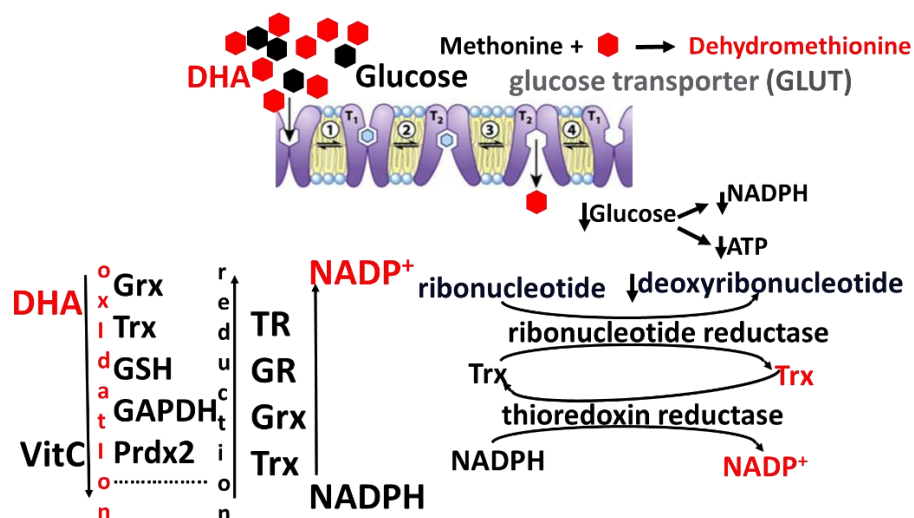 Methonine + → Dehydromethionine
DHA
Glucose
glucose transporter (GLUT)
T1
1
2
T2
3
T2
4
T1
↓Glucose
↓NADPH
↓ATP
DHA
VitC
oxIdatIon
Grx
Trx
GSH
GAPDH
Prdx2
....................
reduction
NADP⁺
TR
GR
Grx
Trx
NADPH
ribonucleotide
↓deoxyribonucleotide
ribonucleotide reductase
Trx
Trx
thioredoxin reductase
NADPH
NADP⁺